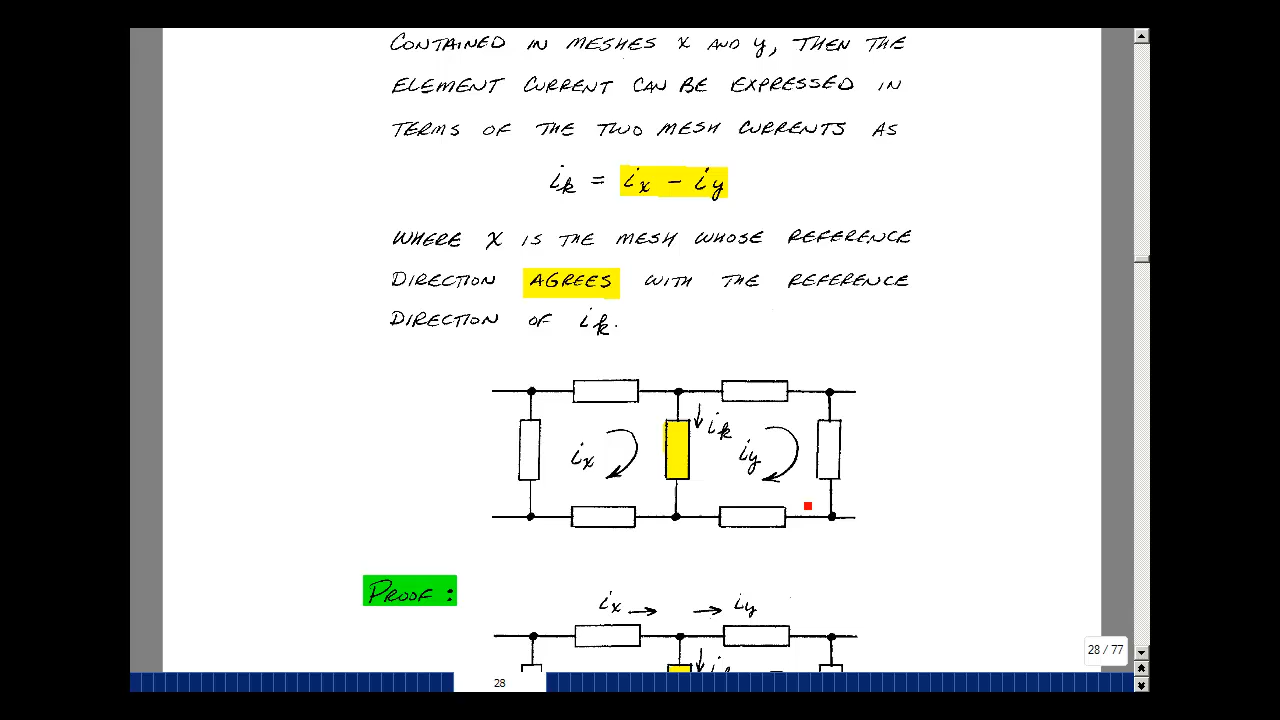 CONTAINED IN MESHES x AND y, THEN THE
ELEMENT CURRENT CAN BE EXPRESSED IN
TERMS OF THE TWO MESH CURRENTS AS
ik = ix - iy
WHERE x IS THE MESH WHOSE REFERENCE
DIRECTION AGREES WITH THE REFERENCE
DIRECTION OF ik.
ik
ix
iy
PROOF :
ix → → iy
28 / 77
28